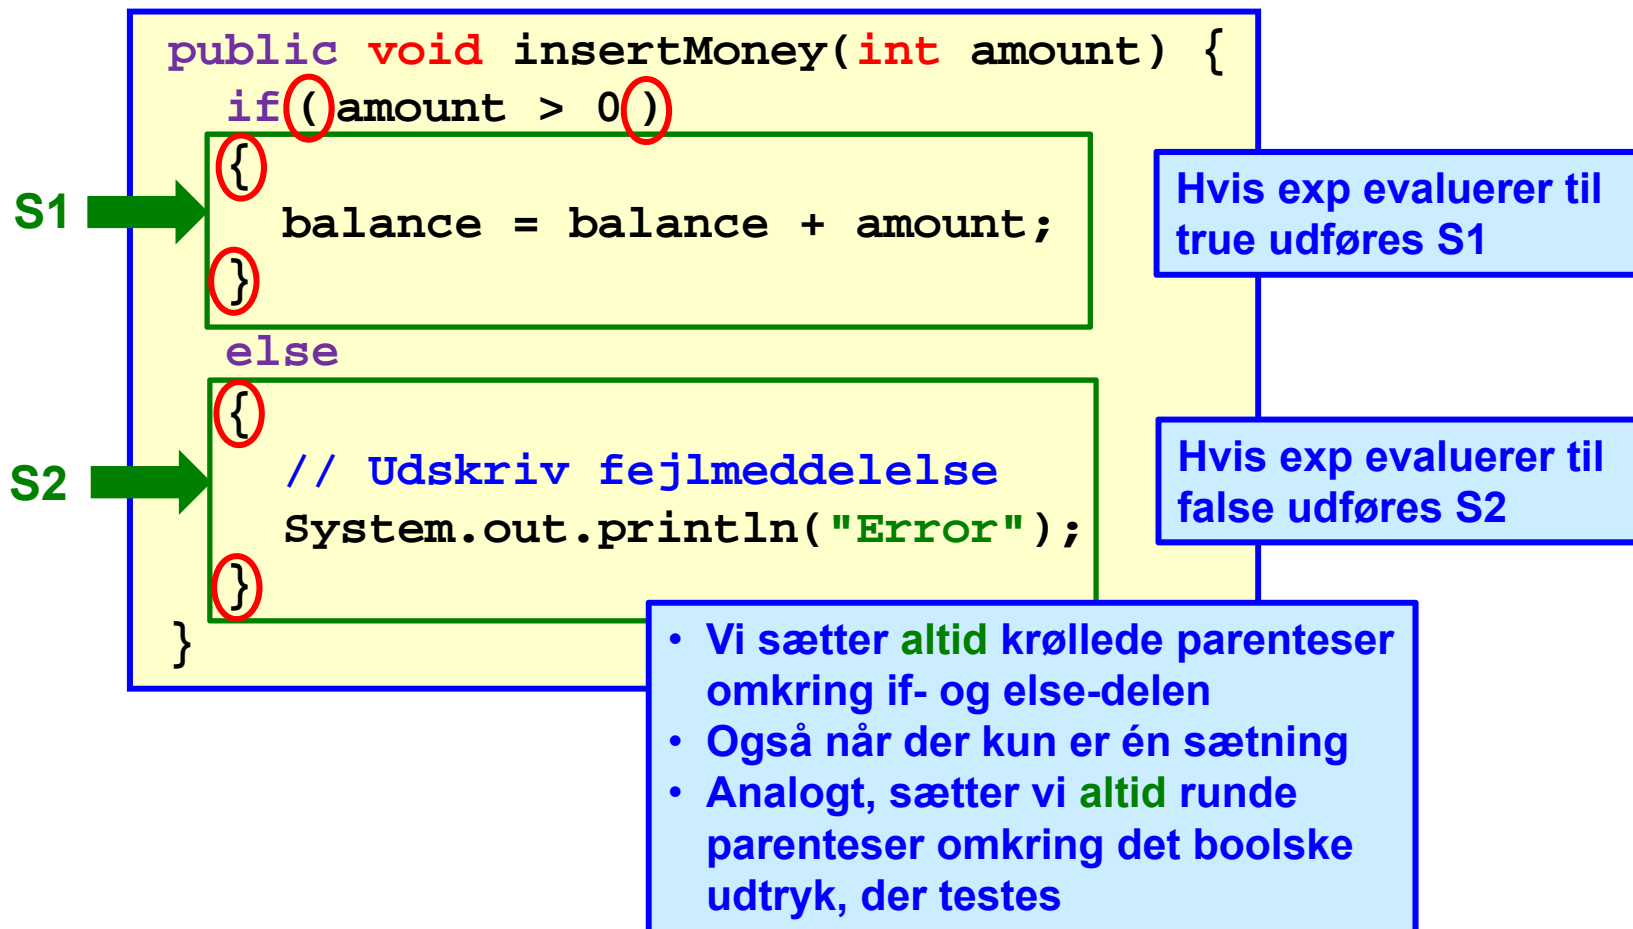 public void insertMoney(int amount) {
if(amount > 0)
{
balance = balance + amount;
}
else
{
// Udskriv fejlmeddelelse
System.out.println("Error");
}
}
S1
S2
Hvis exp evaluerer til
true udføres S1
Hvis exp evaluerer til
false udføres S2
• Vi sætter altid krøllede parenteser
omkring if- og else-delen
• Også når der kun er én sætning
• Analogt, sætter vi altid runde
parenteser omkring det boolske
udtryk, der testes